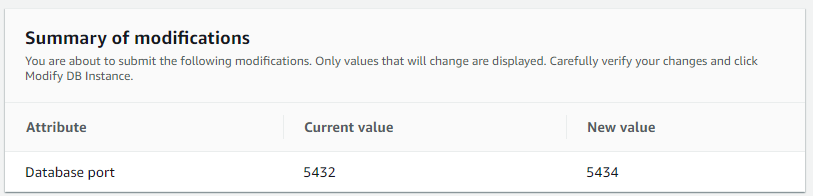 Summary of modifications
You are about to submit the following modifications. Only values that will change are displayed. Carefully verify your changes and click
Modify DB Instance.
Attribute Current value New value
Database port 5432 5434